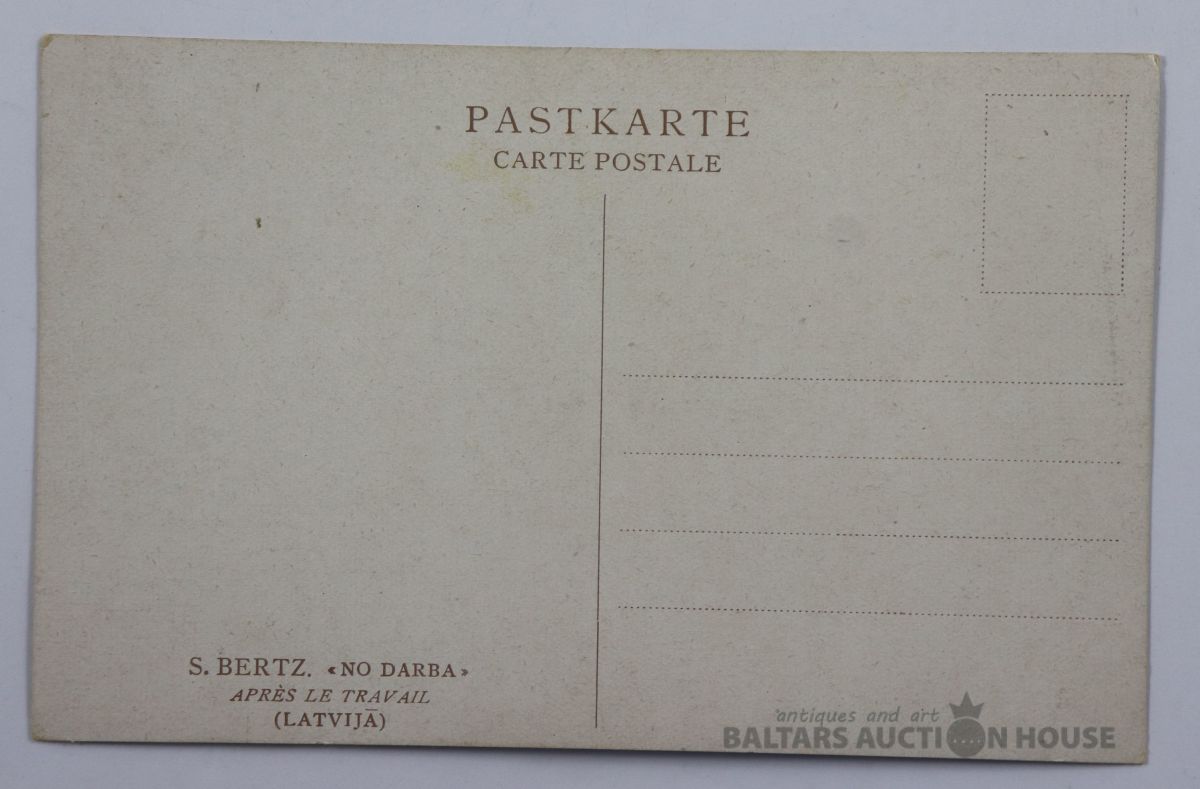 PASTKARTE
CARTE POSTALE
S. BERTZ. «NO DARBA»
APRÈS LE TRAVAIL
(LATVIJĀ)
antiques and art
BALTARS AUCTION HOUSE